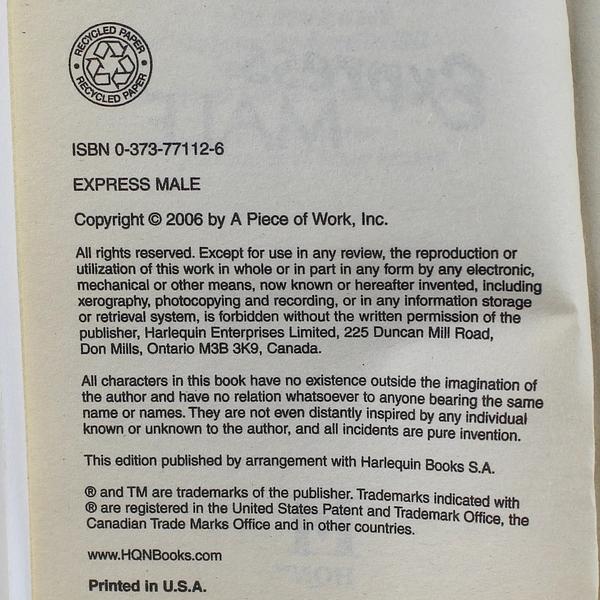 RECYCLED PAPER
RECYCLED PAPER
ISBN 0-373-77112-6
EXPRESS MALE
Copyright © 2006 by A Piece of Work, Inc.
All rights reserved. Except for use in any review, the reproduction or
utilization of this work in whole or in part in any form by any electronic,
mechanical or other means, now known or hereafter invented, including
xerography, photocopying and recording, or in any information storage
or retrieval system, is forbidden without the written permission of the
publisher, Harlequin Enterprises Limited, 225 Duncan Mill Road,
Don Mills, Ontario M3B 3K9, Canada.
All characters in this book have no existence outside the imagination of
the author and have no relation whatsoever to anyone bearing the same
name or names. They are not even distantly inspired by any individual
known or unknown to the author, and all incidents are pure invention.
This edition published by arrangement with Harlequin Books S.A.
® and TM are trademarks of the publisher. Trademarks indicated with
® are registered in the United States Patent and Trademark Office, the
Canadian Trade Marks Office and in other countries.
www.HQNBooks.com
Printed in U.S.A.